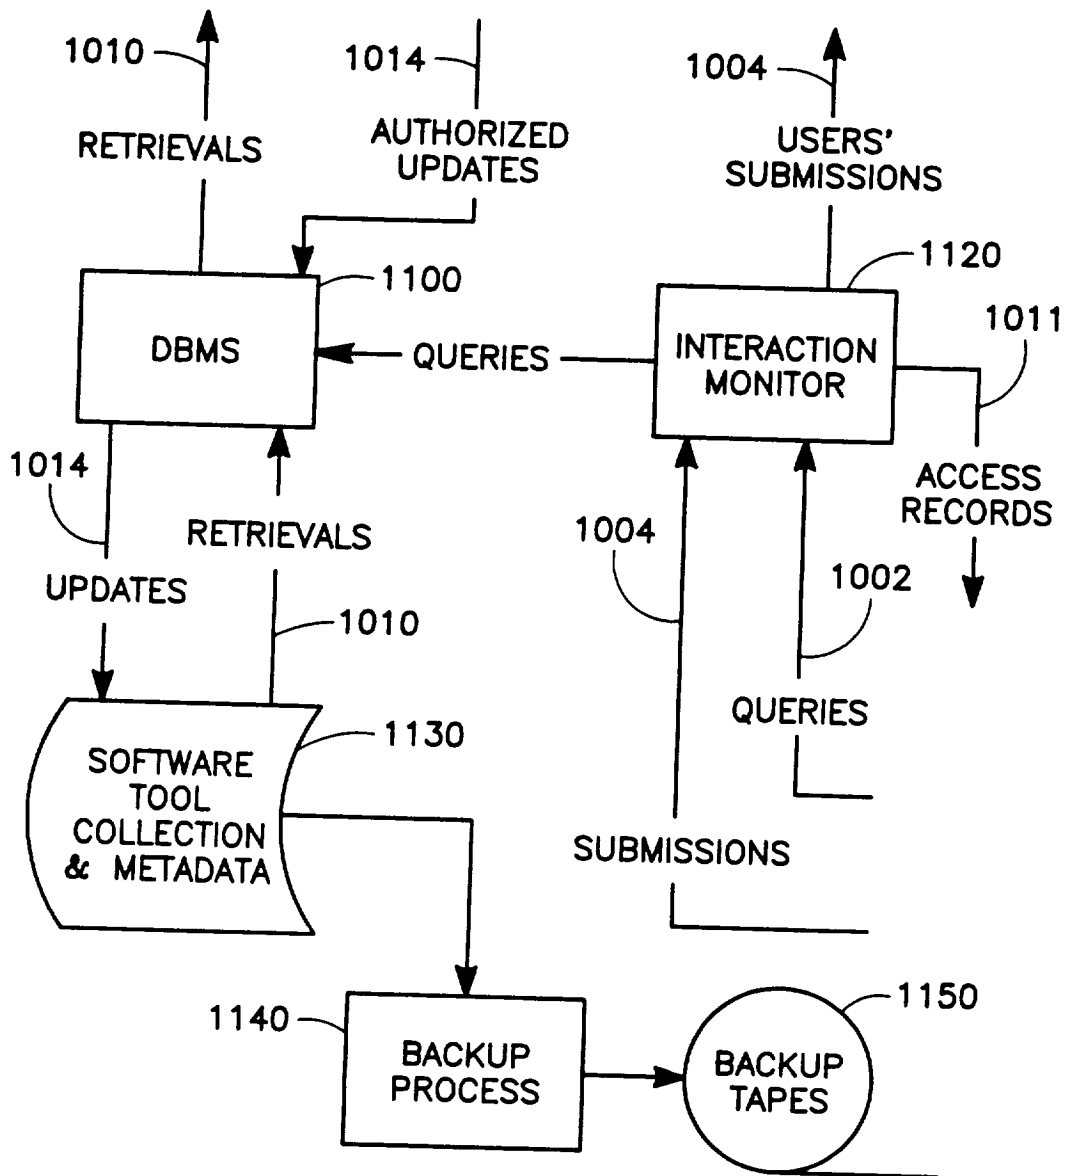 1010
1014
1004
RETRIEVALS
AUTHORIZED
UPDATES
USERS'
SUBMISSIONS
1100
1120
1011
DBMS
QUERIES
INTERACTION
MONITOR
1014
RETRIEVALS
1004
ACCESS
RECORDS
UPDATES
1010
1002
QUERIES
1130
SOFTWARE
TOOL
COLLECTION
& METADATA
SUBMISSIONS
1140
BACKUP
PROCESS
1150
BACKUP
TAPES